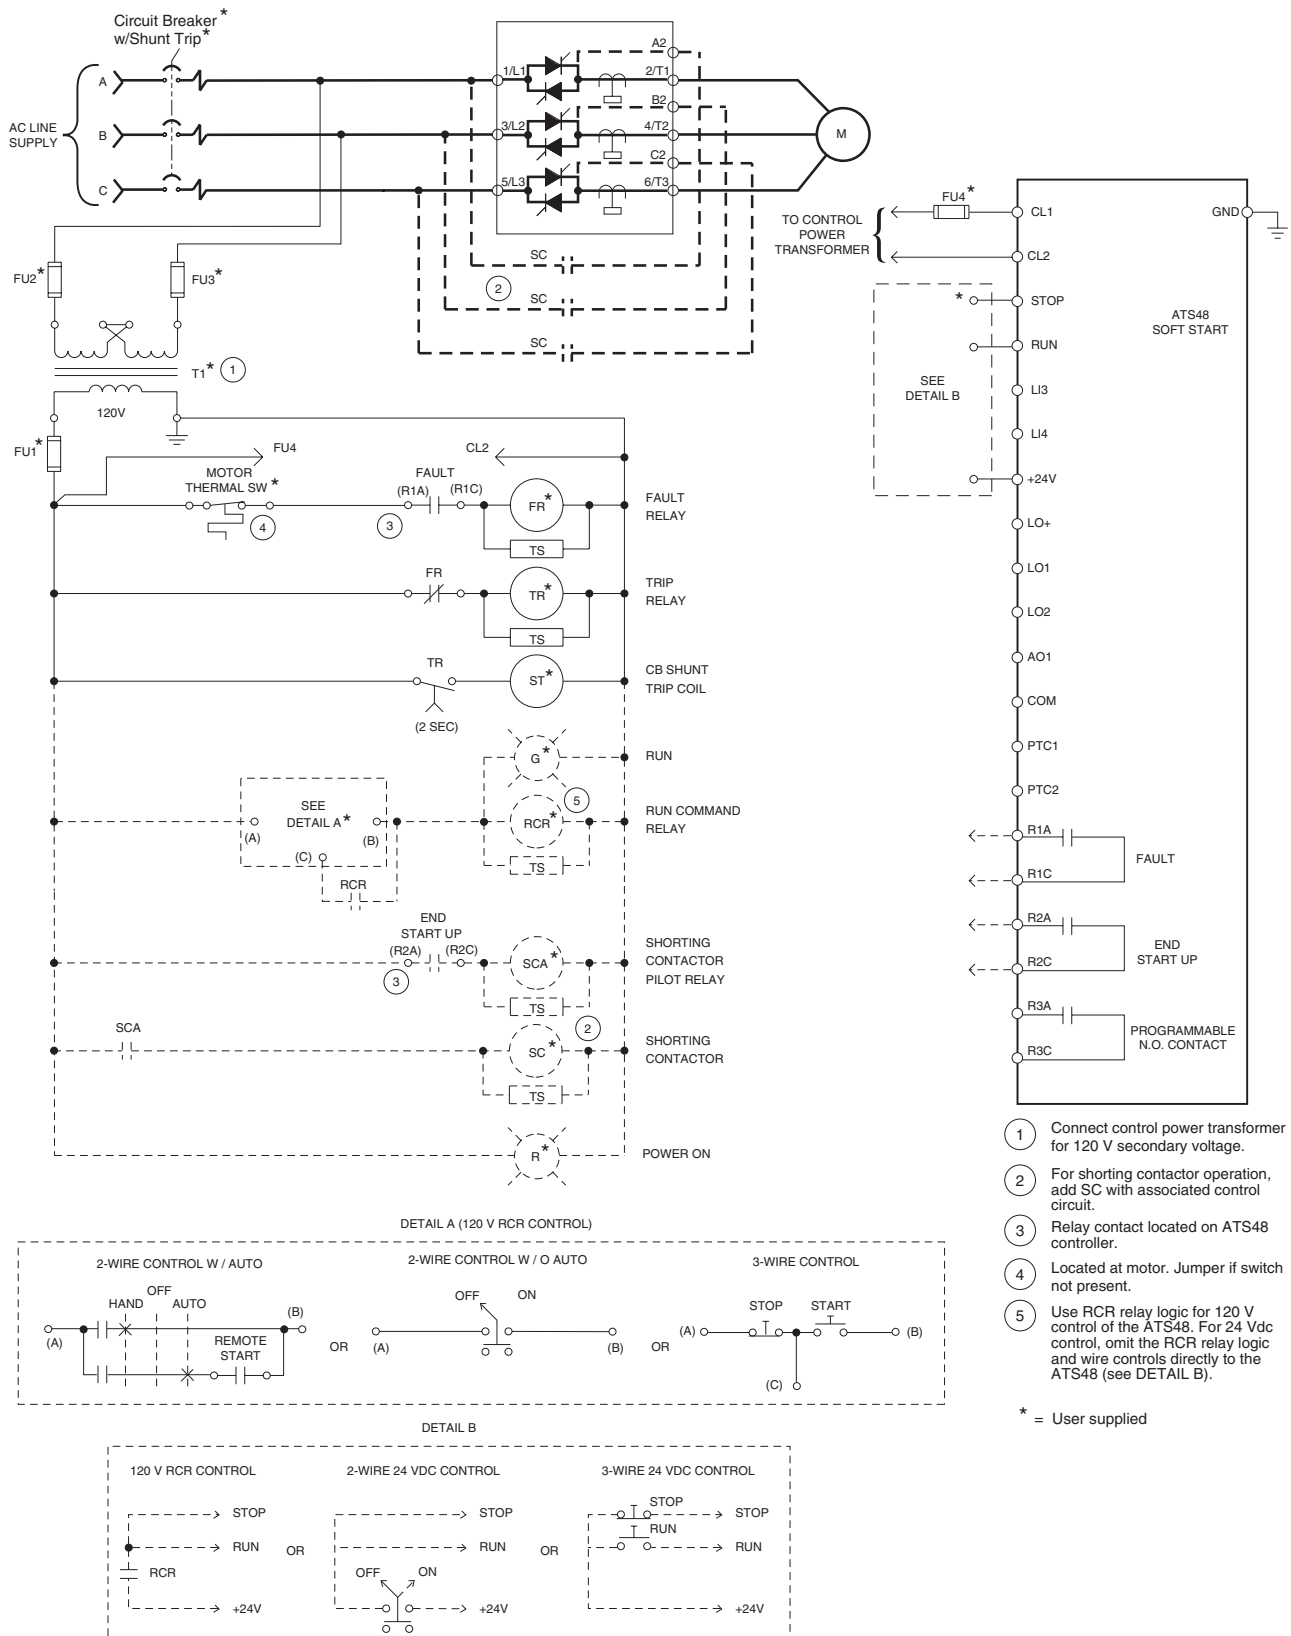 Circuit Breaker *
w/Shunt Trip *
AC LINE
SUPPLY
A
B
C
1/L1
3/L2
5/L3
A2
2/T1
B2
4/T2
C2
6/T3
M
SC
SC
SC
2
FU2 *
FU3 *
T1 *
1
120V
FU1 *
FU4
CL2
MOTOR
THERMAL SW *
4
FAULT
(R1A) (R1C)
3
FR *
TS
FAULT
RELAY
FR
TR *
TS
TRIP
RELAY
TR
(2 SEC)
ST *
CB SHUNT
TRIP COIL
G *
RUN
SEE
DETAIL A *
(A)
(B)
(C)
RCR
5
RCR *
TS
RUN COMMAND
RELAY
END
START UP
(R2A) (R2C)
3
SCA *
TS
SHORTING
CONTACTOR
PILOT RELAY
SCA
2
SC *
TS
SHORTING
CONTACTOR
R *
POWER ON
TO CONTROL
POWER
TRANSFORMER
FU4 *
CL1
GND
CL2
*
STOP
RUN
SEE
DETAIL B
ATS48
SOFT START
LI3
LI4
+24V
LO+
LO1
LO2
AO1
COM
PTC1
PTC2
R1A
R1C
FAULT
R2A
R2C
END
START UP
R3A
R3C
PROGRAMMABLE
N.O. CONTACT
1 Connect control power transformer
for 120 V secondary voltage.
2 For shorting contactor operation,
add SC with associated control
circuit.
3 Relay contact located on ATS48
controller.
4 Located at motor. Jumper if switch
not present.
5 Use RCR relay logic for 120 V
control of the ATS48. For 24 Vdc
control, omit the RCR relay logic
and wire controls directly to the
ATS48 (see DETAIL B).
* = User supplied
DETAIL A (120 V RCR CONTROL)
2-WIRE CONTROL W / AUTO
OFF
HAND AUTO
(A)
(B)
REMOTE
START
OR
2-WIRE CONTROL W / O AUTO
OFF ON
(A)
(B)
OR
3-WIRE CONTROL
STOP START
(A)
(B)
(C)
DETAIL B
120 V RCR CONTROL
STOP
RUN
RCR
+24V
OR
2-WIRE 24 VDC CONTROL
STOP
RUN
OFF ON
+24V
OR
3-WIRE 24 VDC CONTROL
STOP
STOP
RUN
RUN
+24V